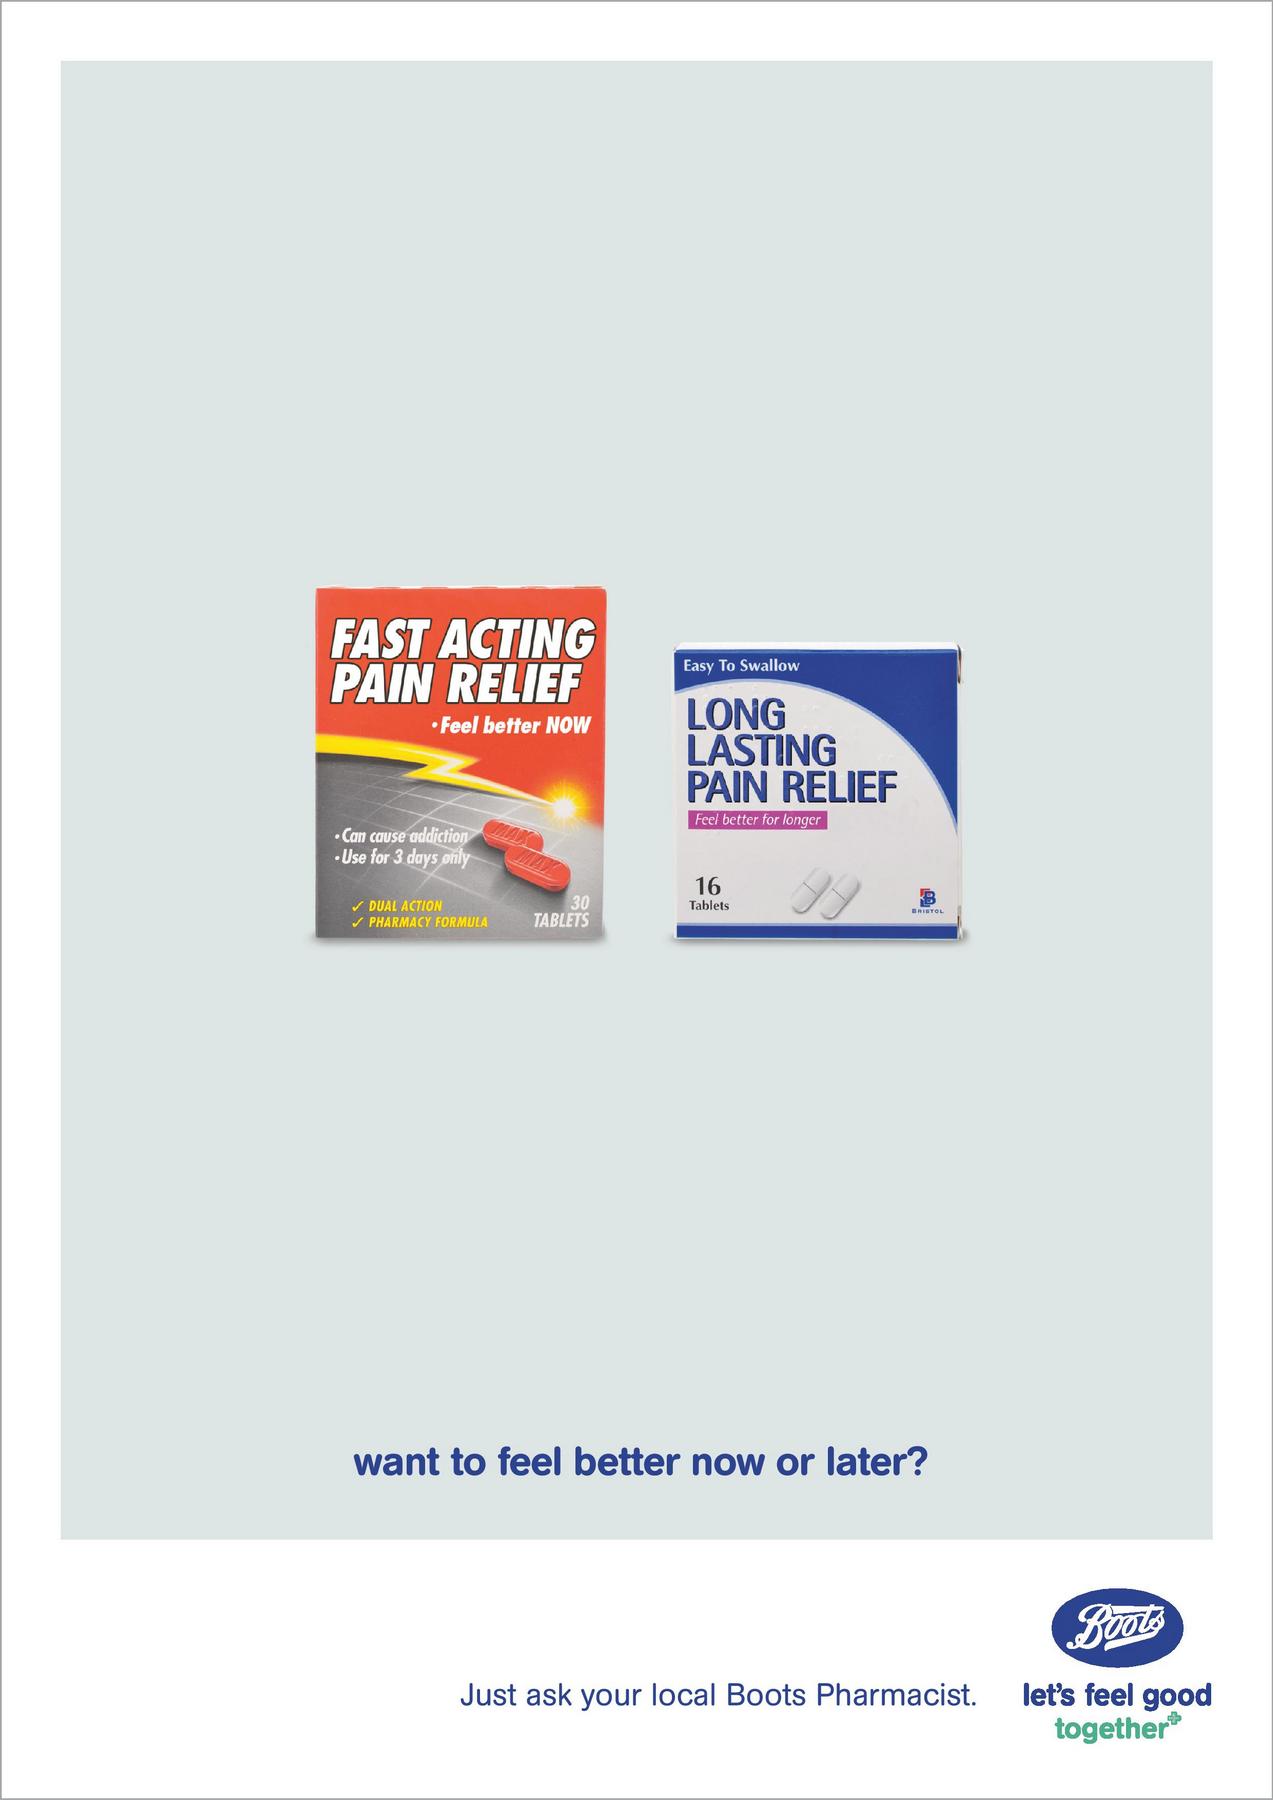 FAST ACTING
PAIN RELIEF
• Feel better NOW
• Can cause addiction
• Use for 3 days only
✓ DUAL ACTION
✓ PHARMACY FORMULA
30
TABLETS
MAX
MAX
Easy To Swallow
LONG
LASTING
PAIN RELIEF
Feel better for longer
16
Tablets
B
BRISTOL
want to feel better now or later?
Boots
Just ask your local Boots Pharmacist.
let's feel good
together